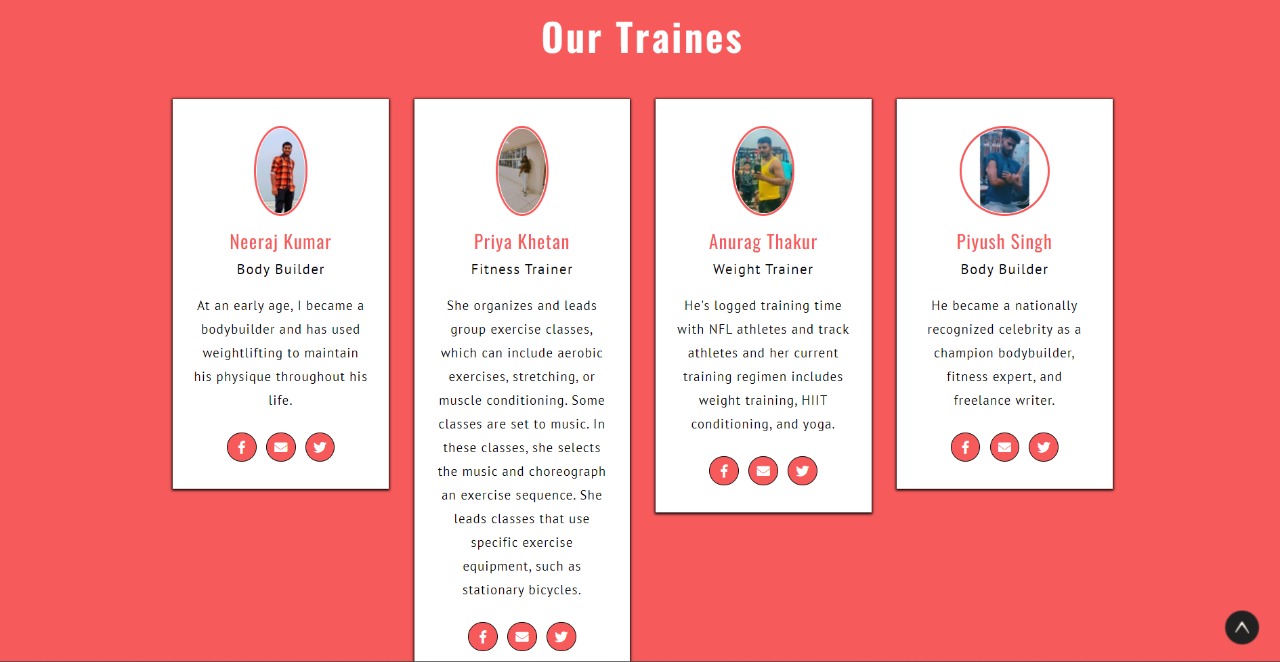 Our Traines
Neeraj Kumar
Body Builder
At an early age, I became a
bodybuilder and has used
weightlifting to maintain
his physique throughout his
life.
Priya Khetan
Fitness Trainer
She organizes and leads
group exercise classes,
which can include aerobic
exercises, stretching, or
muscle conditioning. Some
classes are set to music. In
these classes, she selects
the music and choreograph
an exercise sequence. She
leads classes that use
specific exercise
equipment, such as
stationary bicycles.
Anurag Thakur
Weight Trainer
He's logged training time
with NFL athletes and track
athletes and her current
training regimen includes
weight training, HIIT
conditioning, and yoga.
Piyush Singh
Body Builder
He became a nationally
recognized celebrity as a
champion bodybuilder,
fitness expert, and
freelance writer.